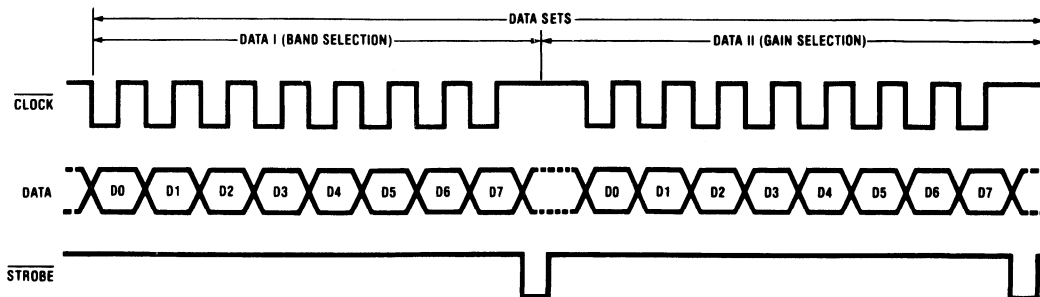 DATA SETS
DATA I (BAND SELECTION) DATA II (GAIN SELECTION)
CLOCK
DATA D0 D1 D2 D3 D4 D5 D6 D7 D0 D1 D2 D3 D4 D5 D6 D7
STROBE